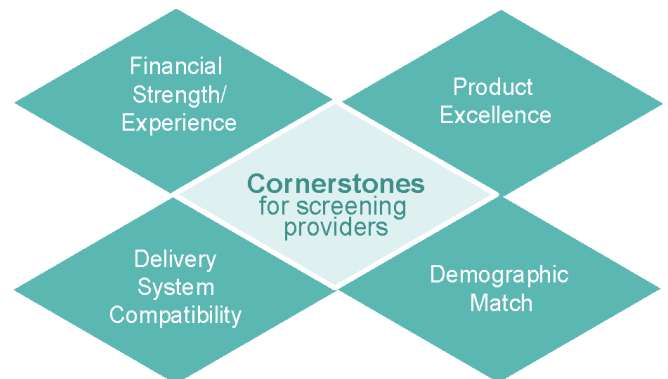 Financial
Strength/
Experience
Product
Excellence
Cornerstones
for screening
providers
Delivery
System
Compatibility
Demographic
Match